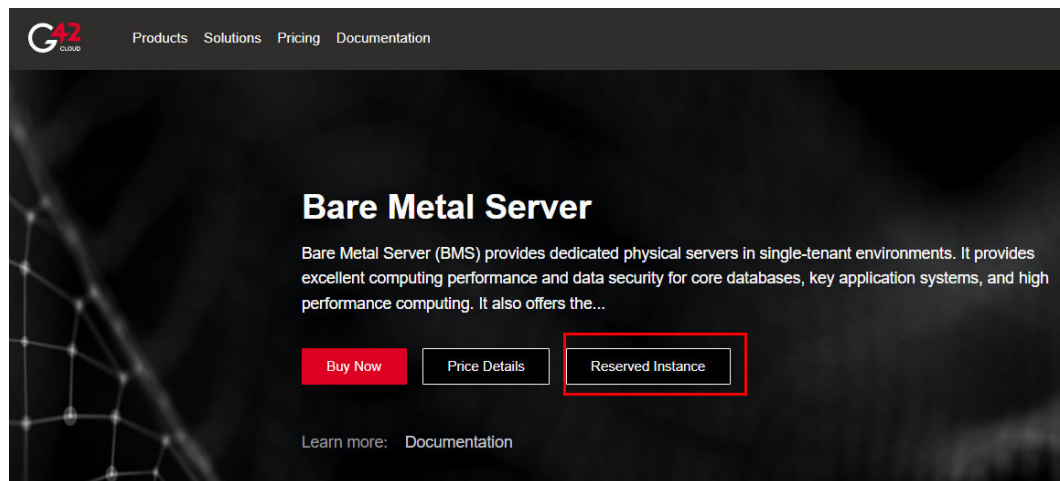 G42 CLOUD
Products Solutions Pricing Documentation
Bare Metal Server
Bare Metal Server (BMS) provides dedicated physical servers in single-tenant environments. It provides
excellent computing performance and data security for core databases, key application systems, and high
performance computing. It also offers the...
Buy Now Price Details Reserved Instance
Learn more: Documentation